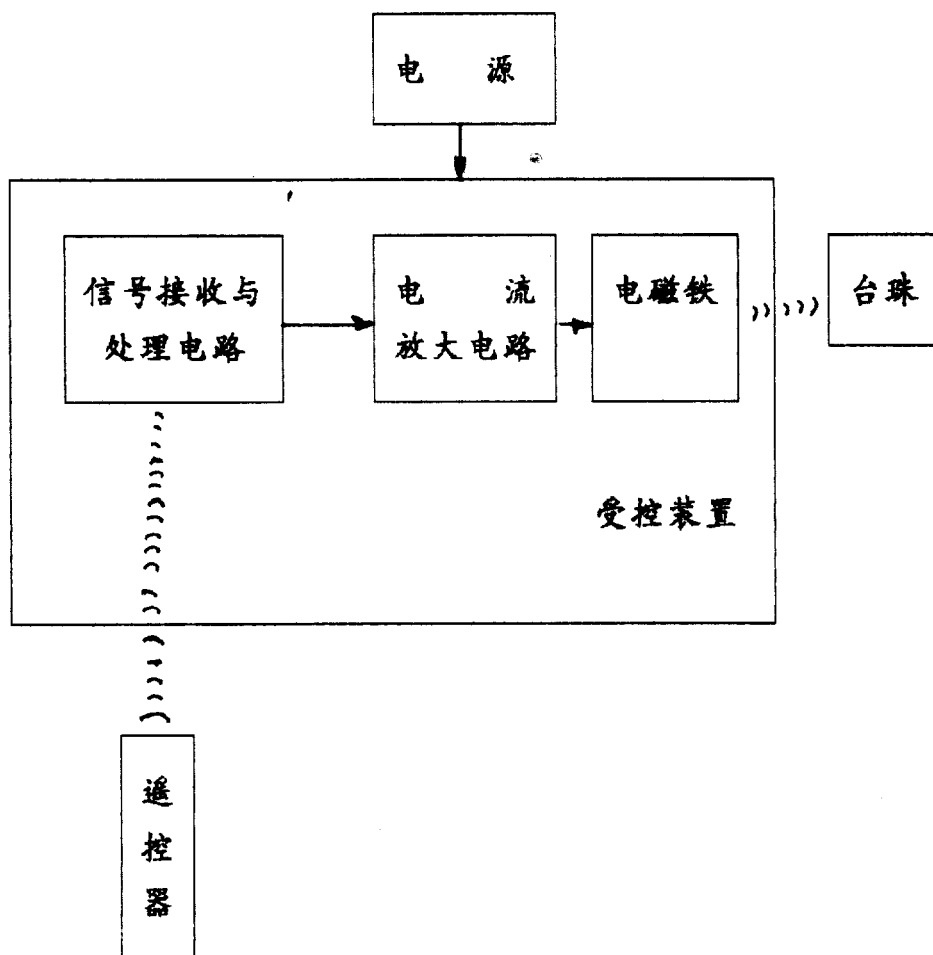 电 源
信号接收与
处理电路
电 流
放大电路
电磁铁
台珠
受控装置
遥
控
器